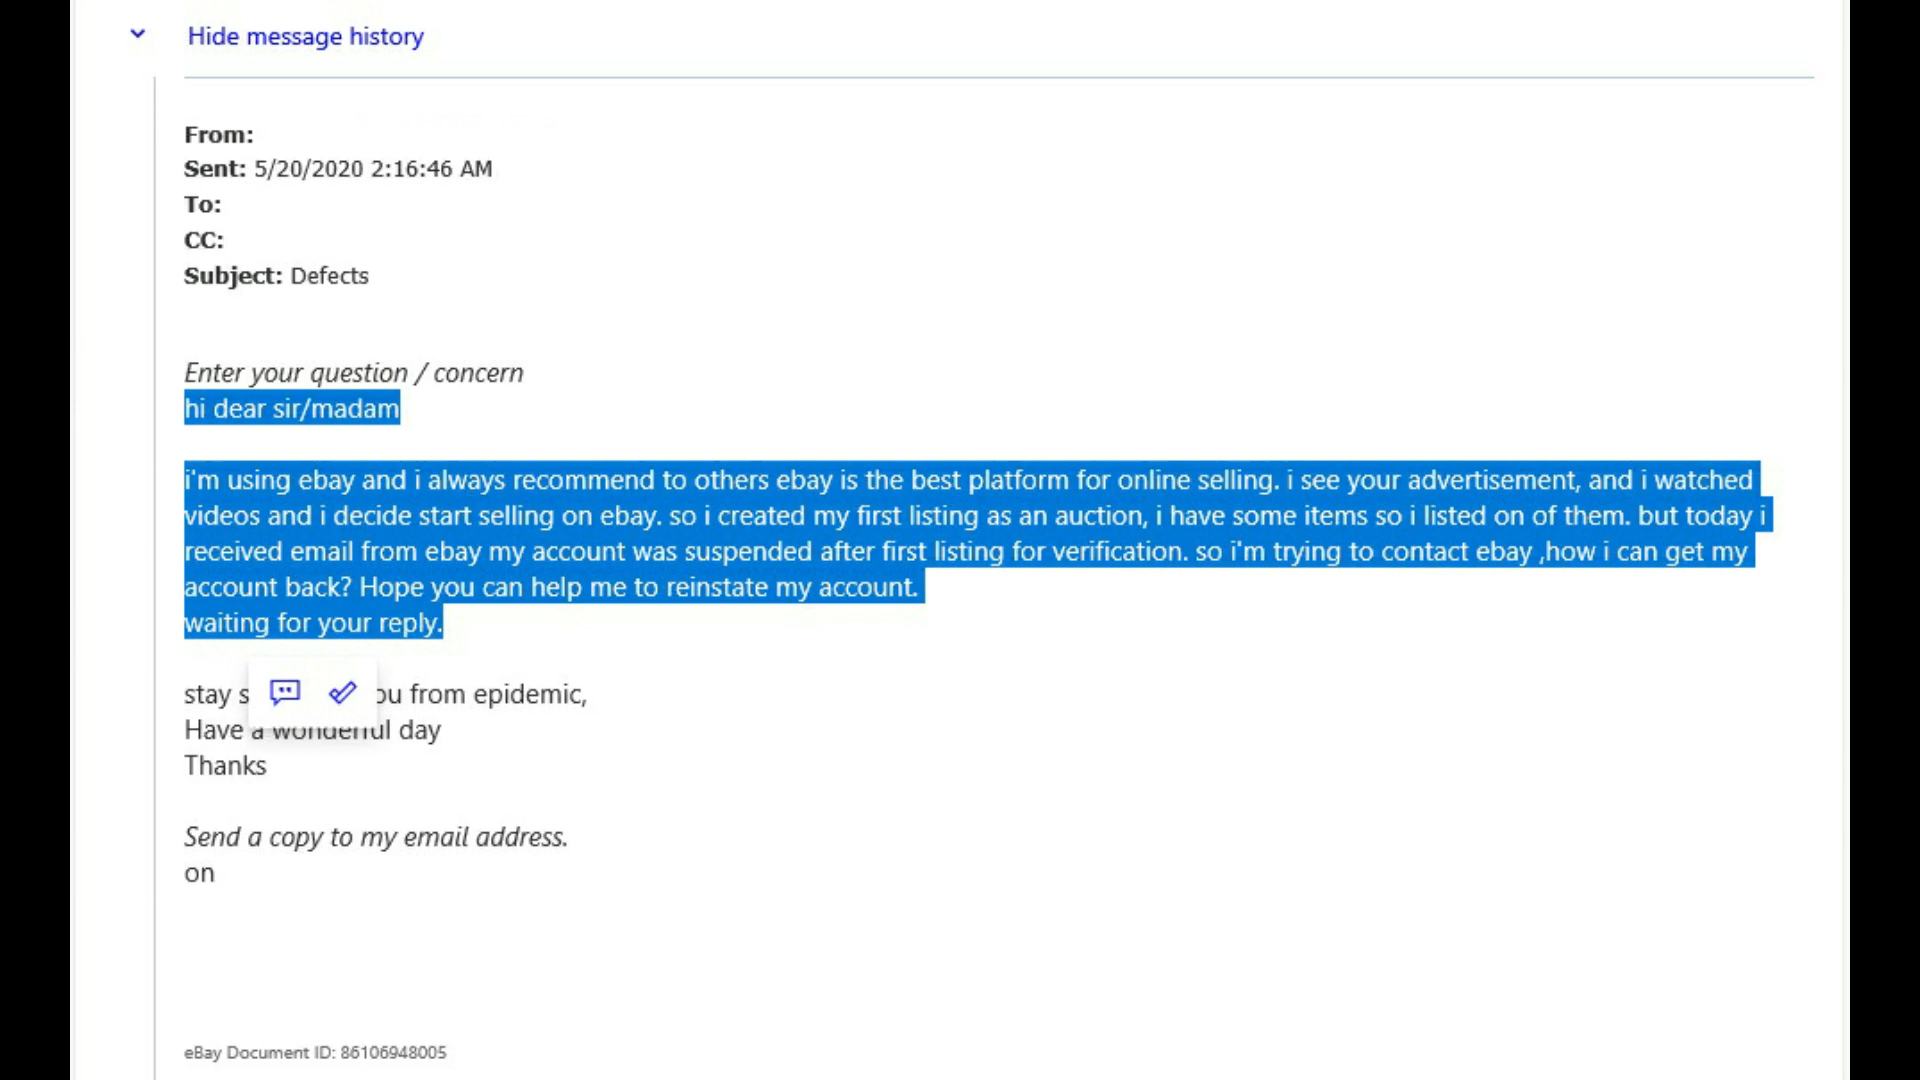 Hide message history
From:
Sent: 5/20/2020 2:16:46 AM
To:
CC:
Subject: Defects
Enter your question / concern
hi dear sir/madam
i'm using ebay and i always recommend to others ebay is the best platform for online selling. i see your advertisement, and i watched
videos and i decide start selling on ebay. so i created my first listing as an auction, i have some items so i listed on of them. but today i
received email from ebay my account was suspended after first listing for verification. so i'm trying to contact ebay ,how i can get my
account back? Hope you can help me to reinstate my account.
waiting for your reply.
stay from epidemic,
Have a wonderful day
Thanks
Send a copy to my email address.
on
eBay Document ID: 86106948005